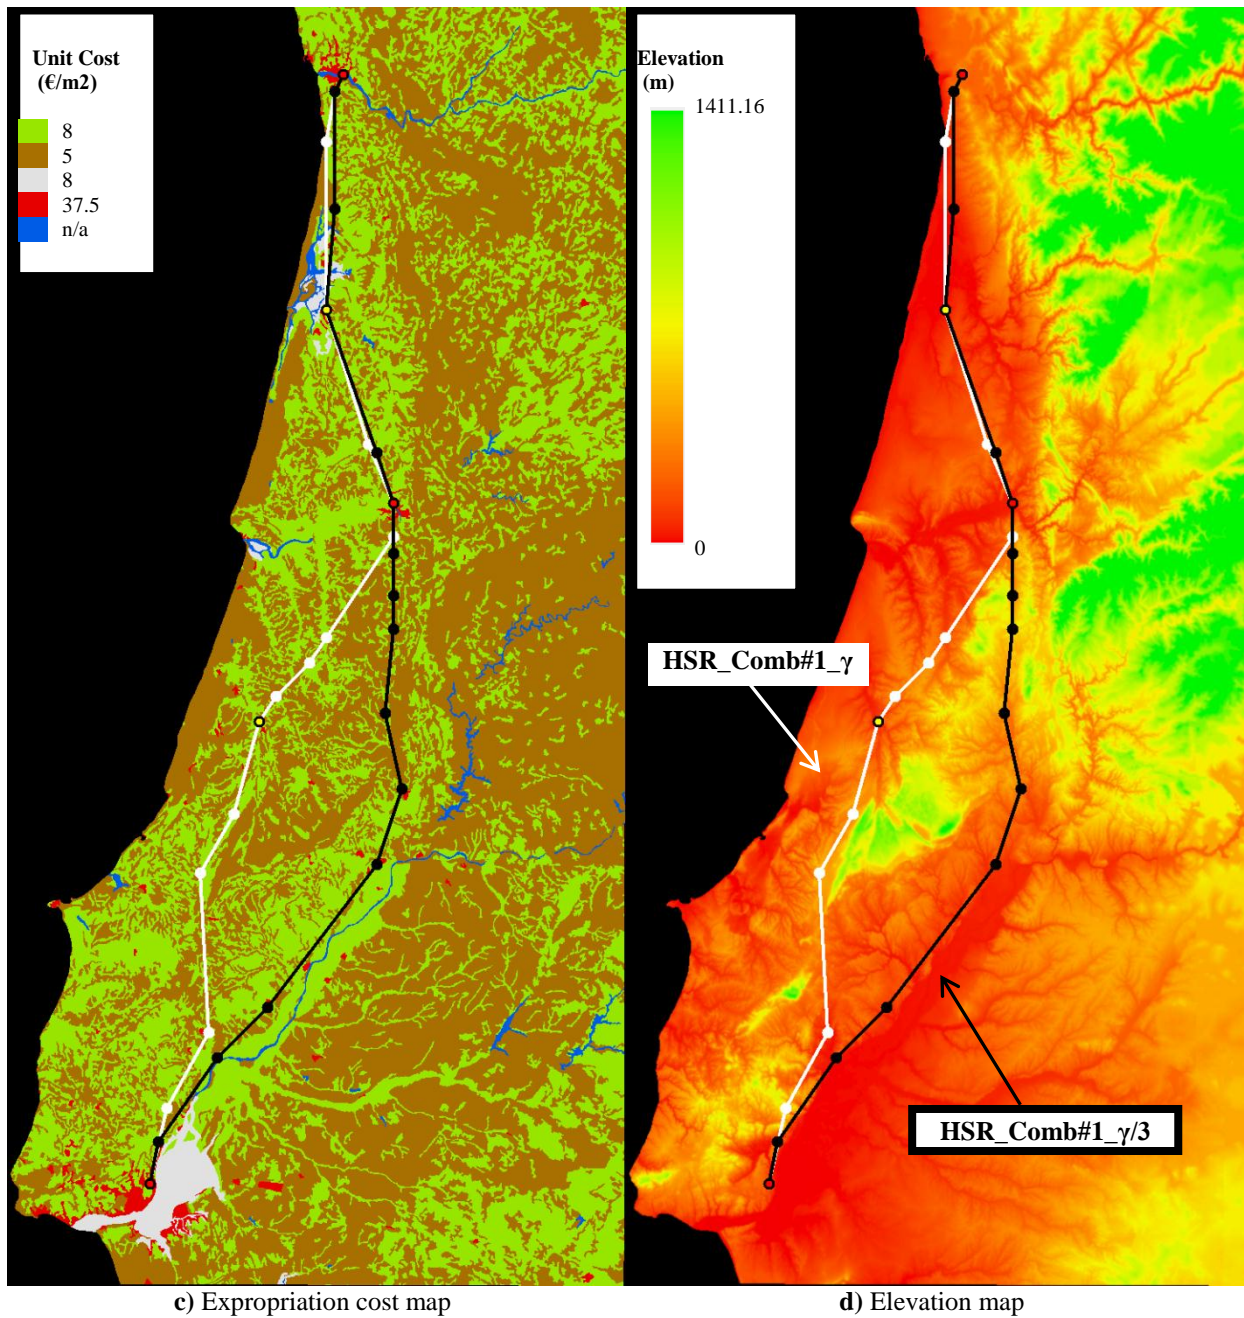 Unit Cost
(€/m2)
8
5
8
37.5
n/a
Elevation
(m)
1411.16
0
HSR_Comb#1_γ
HSR_Comb#1_γ/3
c) Expropriation cost map
d) Elevation map